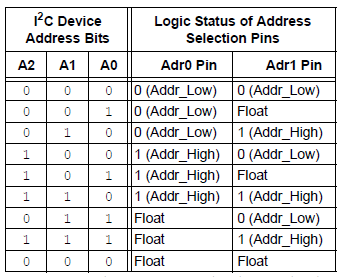 I²C Device Address Bits | Logic Status of Address Selection Pins
A2 | A1 | A0 | Adr0 Pin | Adr1 Pin
0 | 0 | 0 | 0 (Addr_Low) | 0 (Addr_Low)
0 | 0 | 1 | 0 (Addr_Low) | Float
0 | 1 | 0 | 0 (Addr_Low) | 1 (Addr_High)
1 | 0 | 0 | 1 (Addr_High) | 0 (Addr_Low)
1 | 0 | 1 | 1 (Addr_High) | Float
1 | 1 | 0 | 1 (Addr_High) | 1 (Addr_High)
0 | 1 | 1 | Float | 0 (Addr_Low)
1 | 1 | 1 | Float | 1 (Addr_High)
0 | 0 | 0 | Float | Float